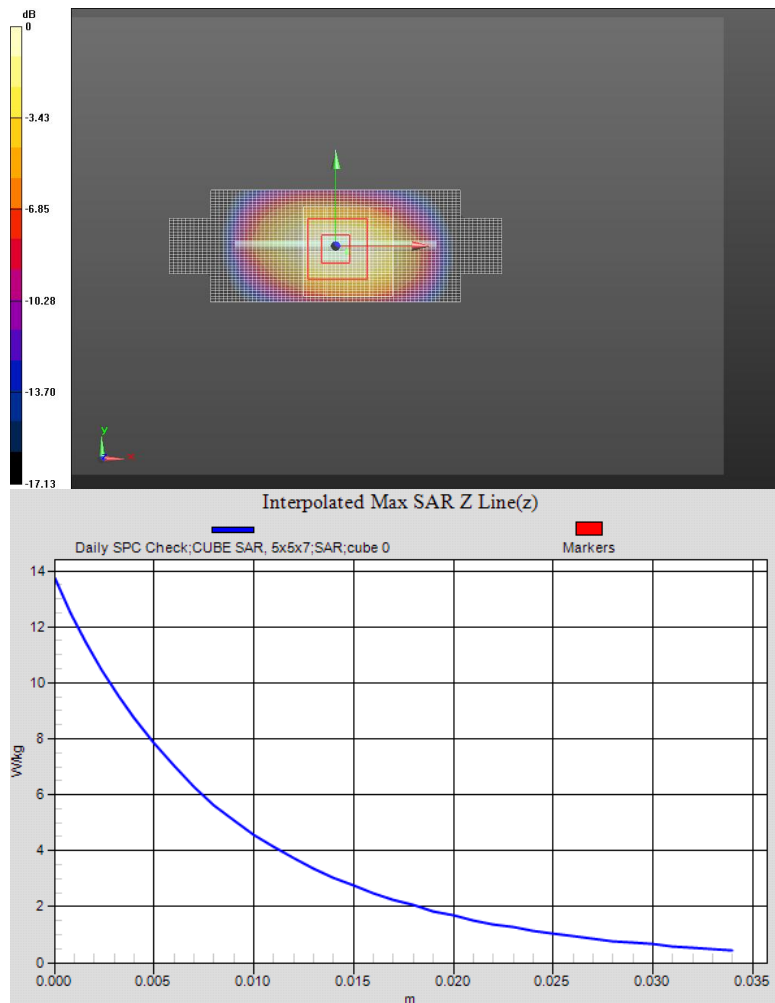 dB
0
-3.43
-6.85
-10.28
-13.70
-17.13
y
Interpolated Max SAR Z Line(z)
Daily SPC Check;CUBE SAR, 5x5x7;SAR;cube 0
Markers
14
12
10
8
6
4
2
0
W/kg
0.000 0.005 0.010 0.015 0.020 0.025 0.030 0.035
m